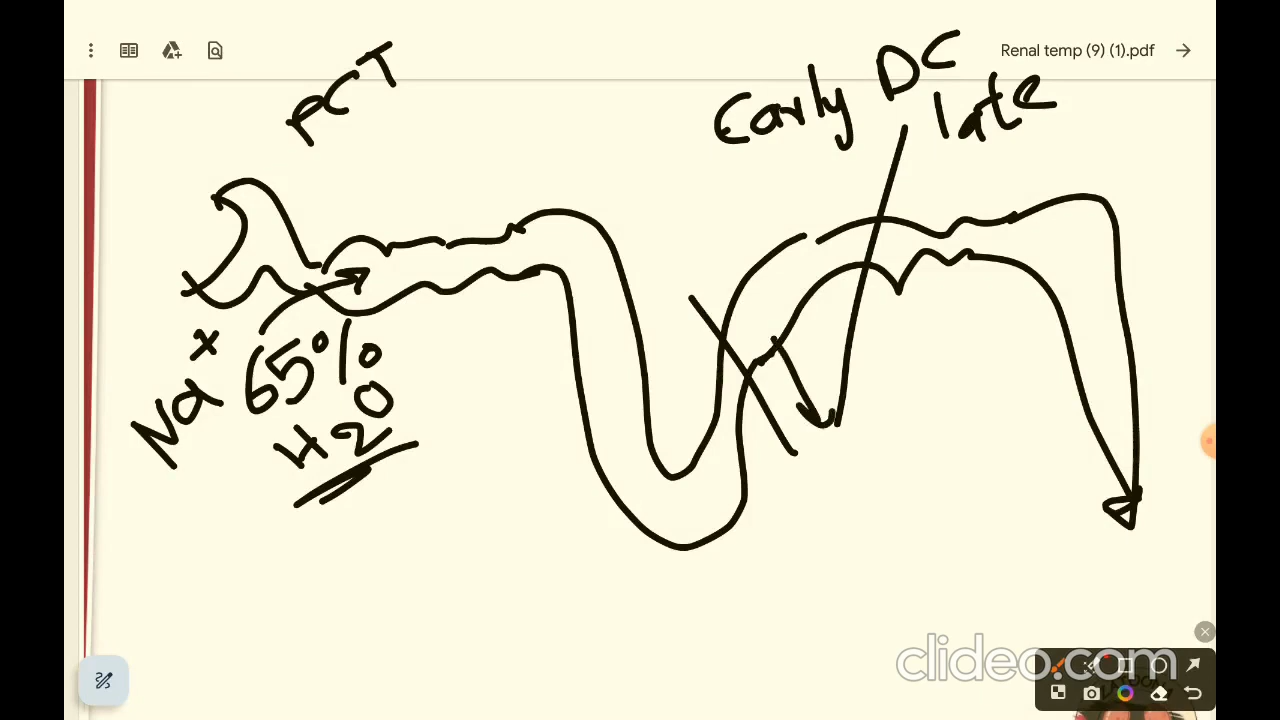 Renal temp (9) (1).pdf
PCT
Early DC
late
Na 65%
H2O
clideo.com